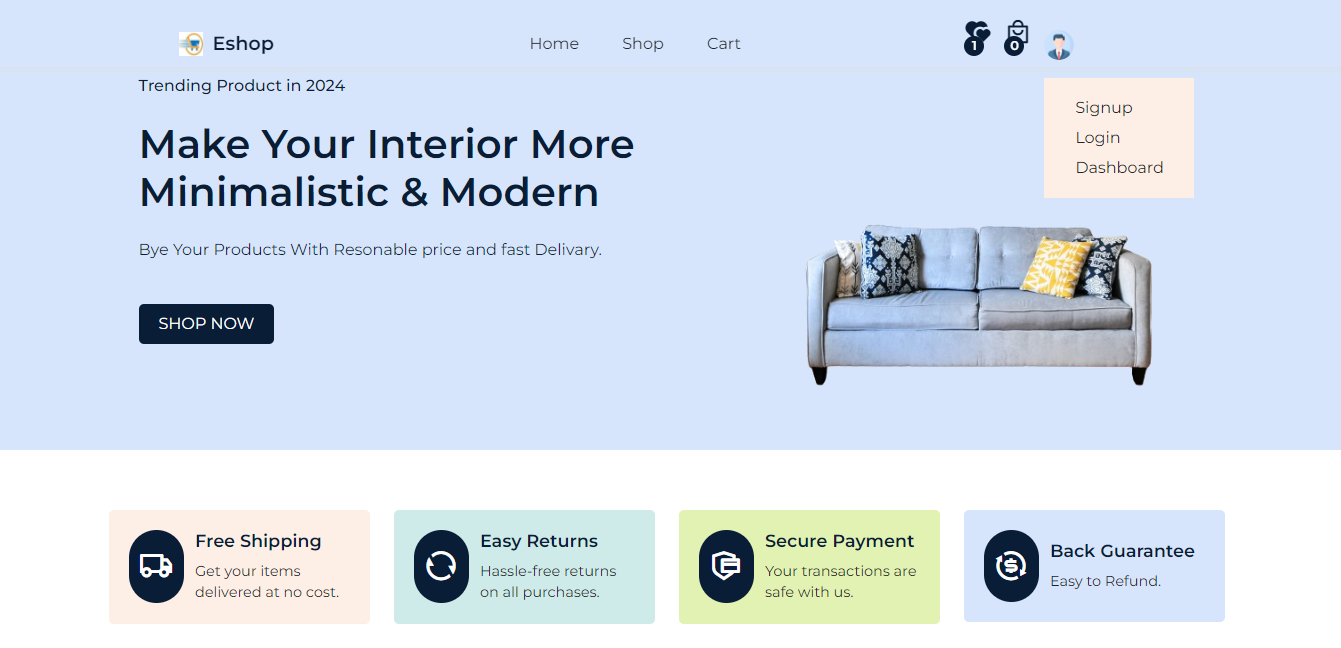 Eshop
Home
Shop
Cart
1
0
Trending Product in 2024
Signup
Login
Dashboard
Make Your Interior More
Minimalistic & Modern
Bye Your Products With Resonable price and fast Delivary.
SHOP NOW
Free Shipping
Get your items
delivered at no cost.
Easy Returns
Hassle-free returns
on all purchases.
Secure Payment
Your transactions are
safe with us.
Back Guarantee
Easy to Refund.